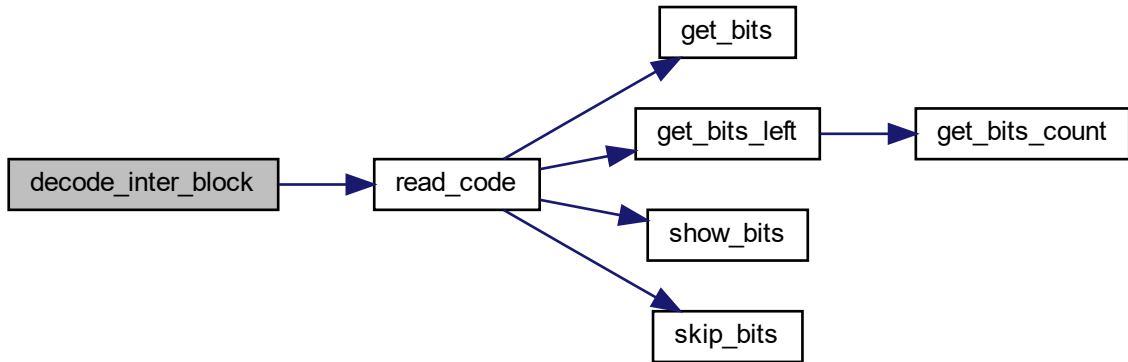 get_bits
get_bits_left
get_bits_count
decode_inter_block
read_code
show_bits
skip_bits